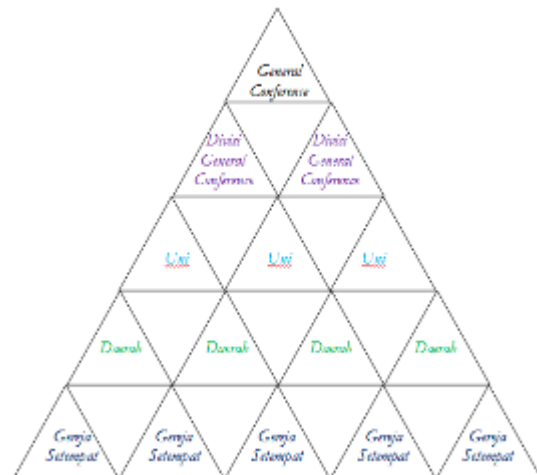 General
Conference
Divisi Divisi
General General
Conference Conference
Uni Uni Uni
Daerah Daerah Daerah Daerah
Gereja Gereja Gereja Gereja Gereja
Setempat Setempat Setempat Setempat Setempat